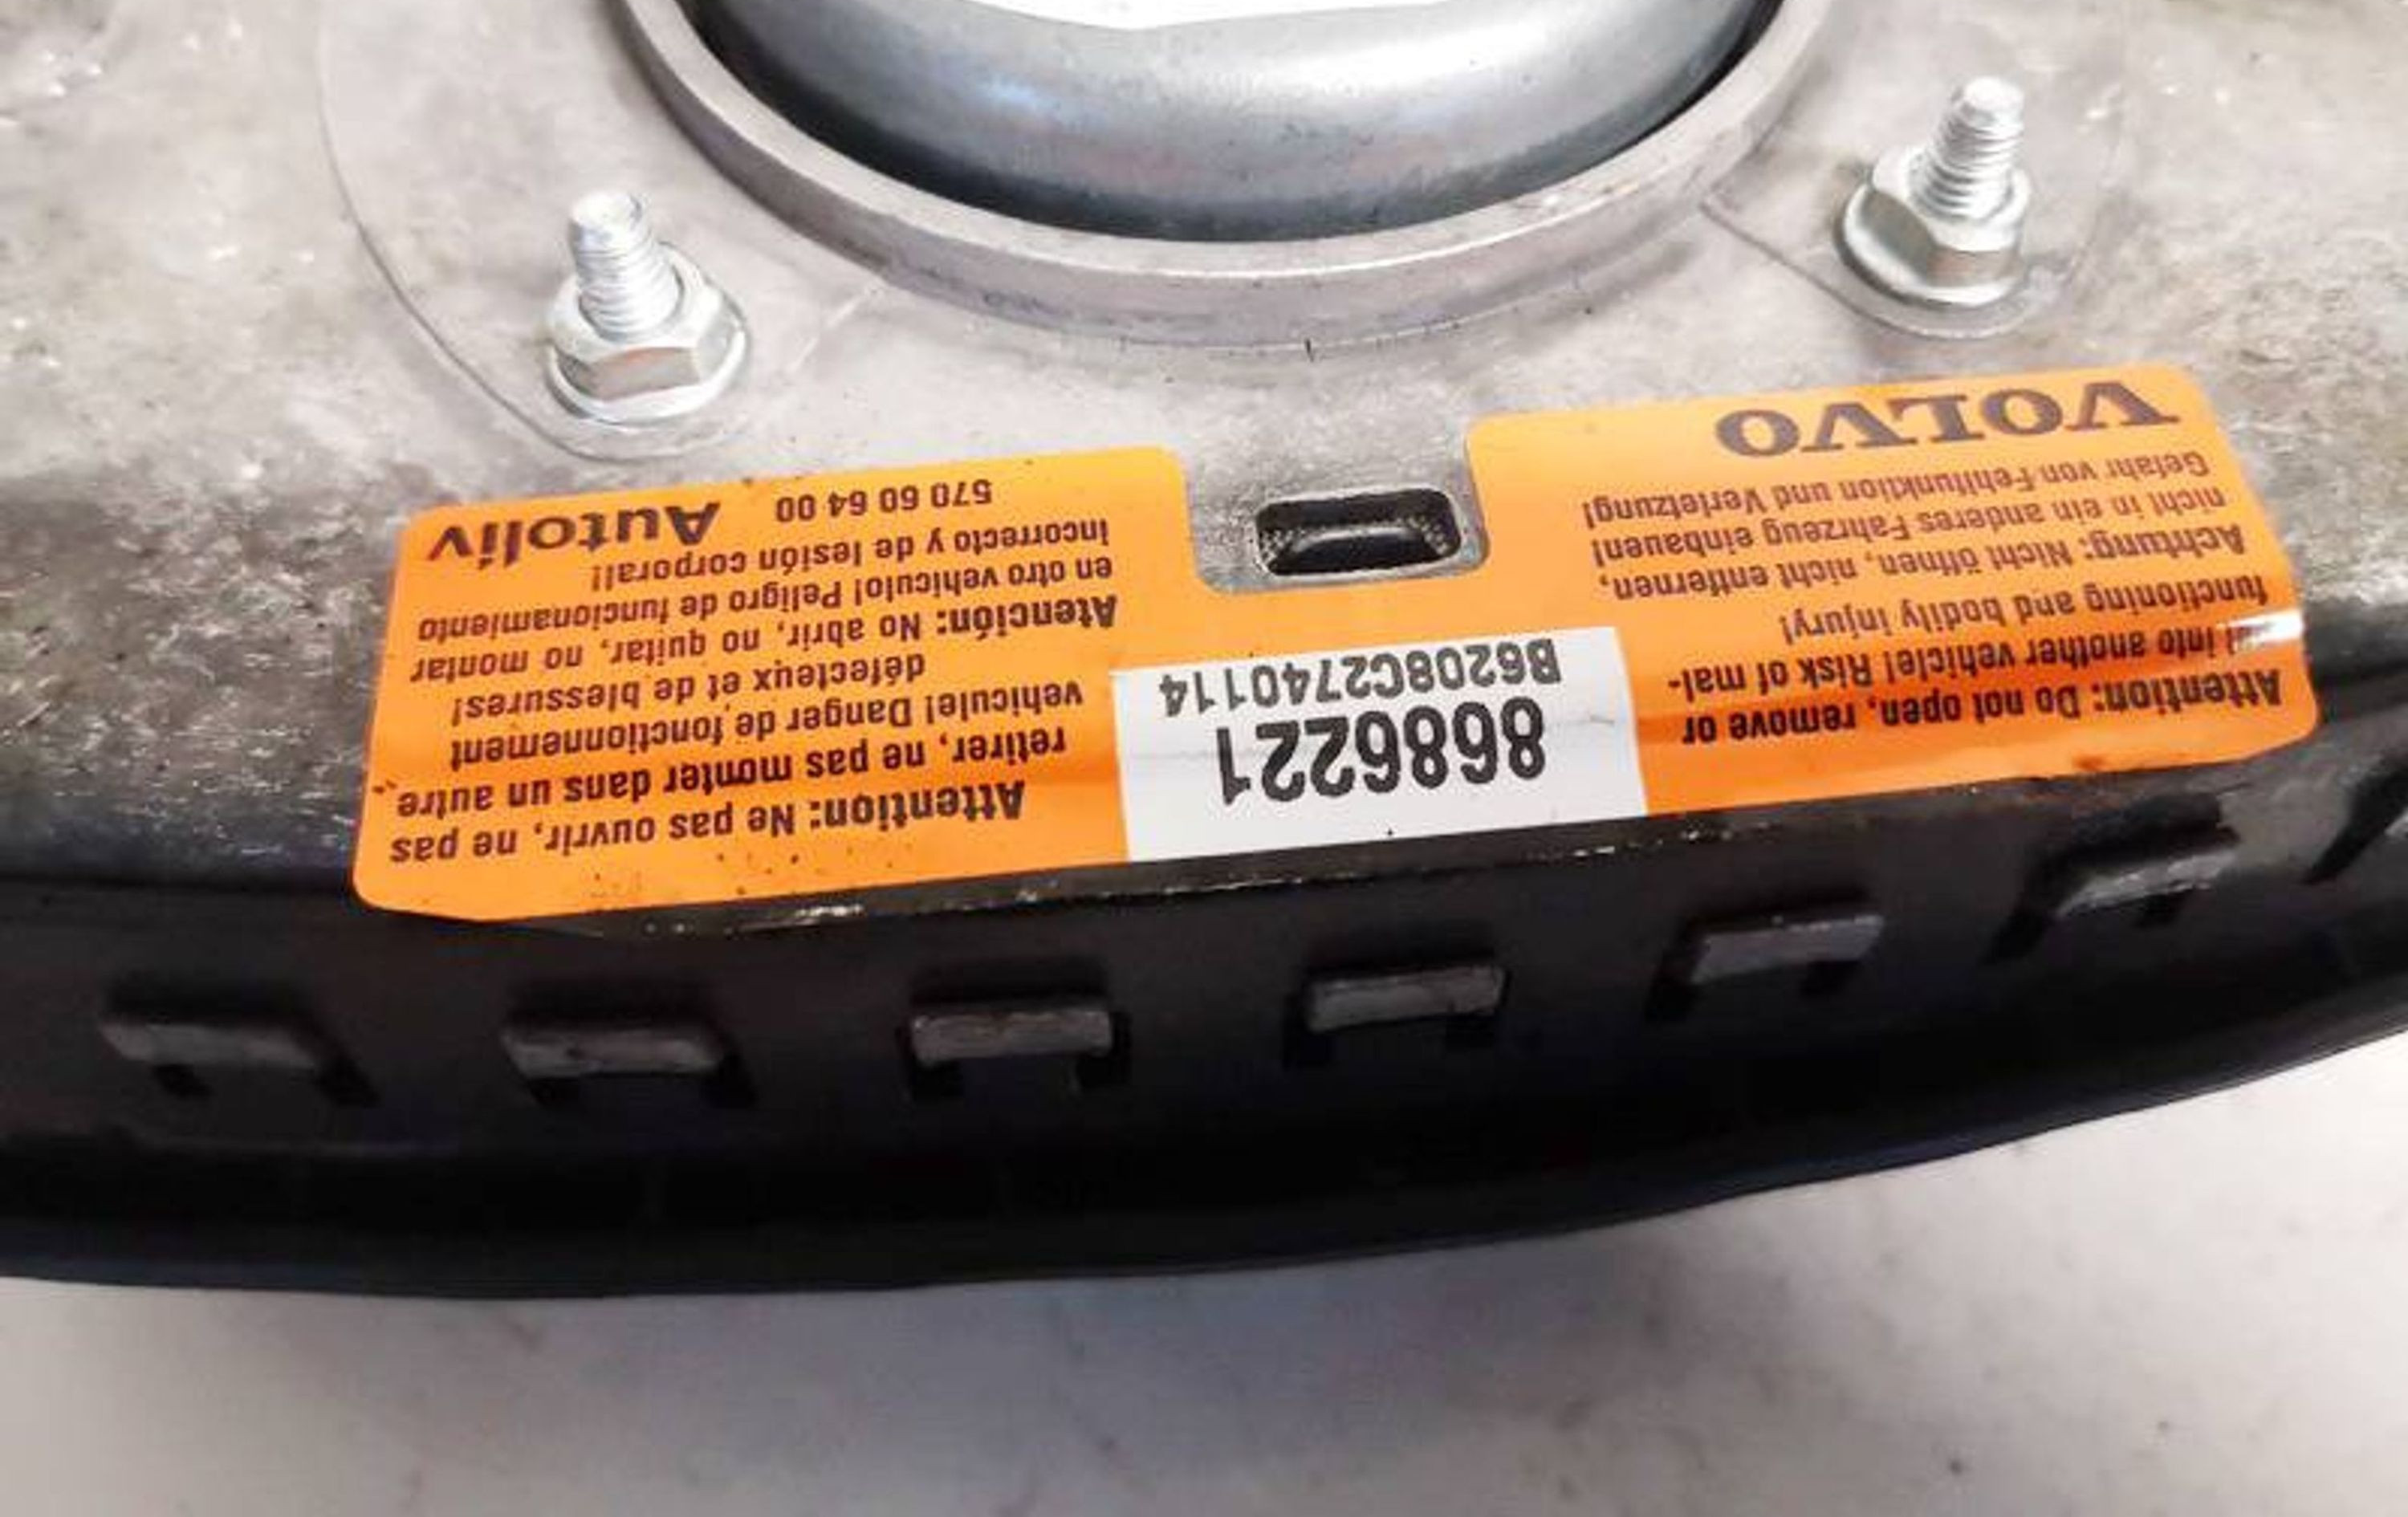 Attention: Do not open, remove or
into another vehicle! Risk of mal-
functioning and bodily injury!
Achtung: Nicht öffnen, nicht entfernen,
nicht in ein anderes Fahrzeug einbauen!
Gefahr von Fehlfunktion und Verletzung!
VOLVO
8686221
B6208C2740114
Attention: Ne pas ouvrir, ne pas
retirer, ne pas monter dans un autre
vehicule! Danger de fonctionnement
défecteux et de blessures!
Atención: No abrir, no quitar, no montar
en otro vehiculo! Peligro de funcionamiento
incorrecto y de lesión corporal!
570 60 64 00 Autoliv